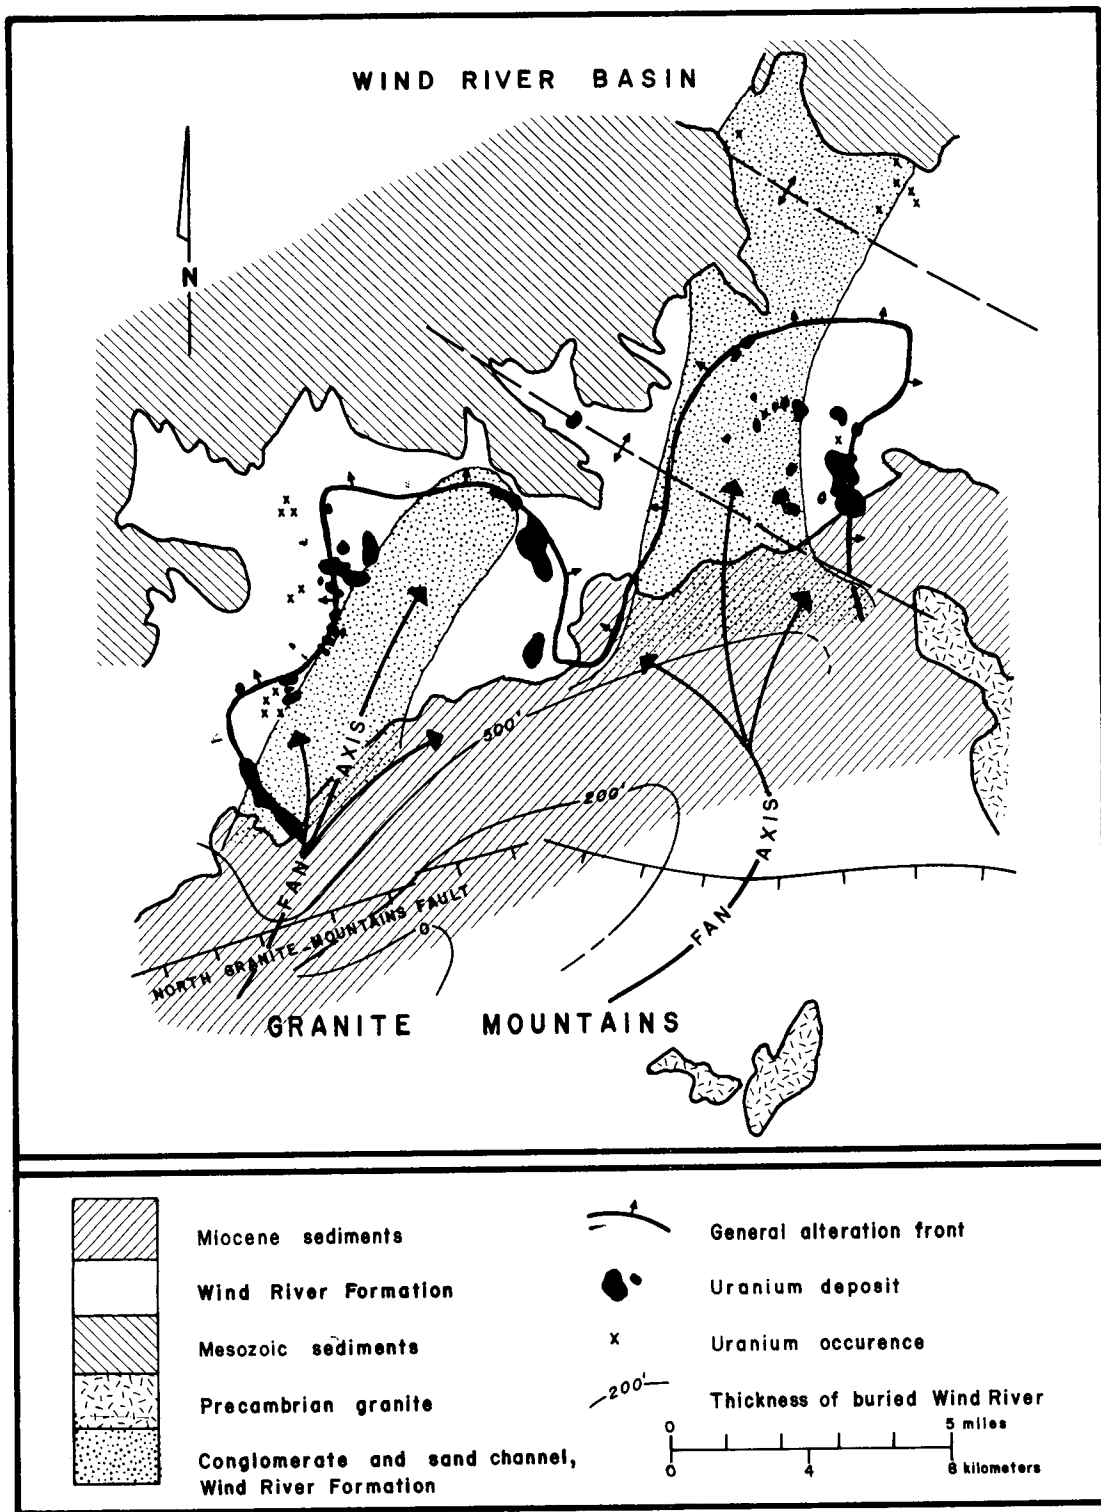 WIND RIVER BASIN
N
500'
200'
0
FAN AXIS
FAN AXIS
NORTH GRANITE MOUNTAINS FAULT
GRANITE MOUNTAINS
Miocene sediments
Wind River Formation
Mesozoic sediments
Precambrian granite
Conglomerate and sand channel,
Wind River Formation
General alteration front
Uranium deposit
x Uranium occurence
200' Thickness of buried Wind River
0 5 miles
0 4 8 kilometers